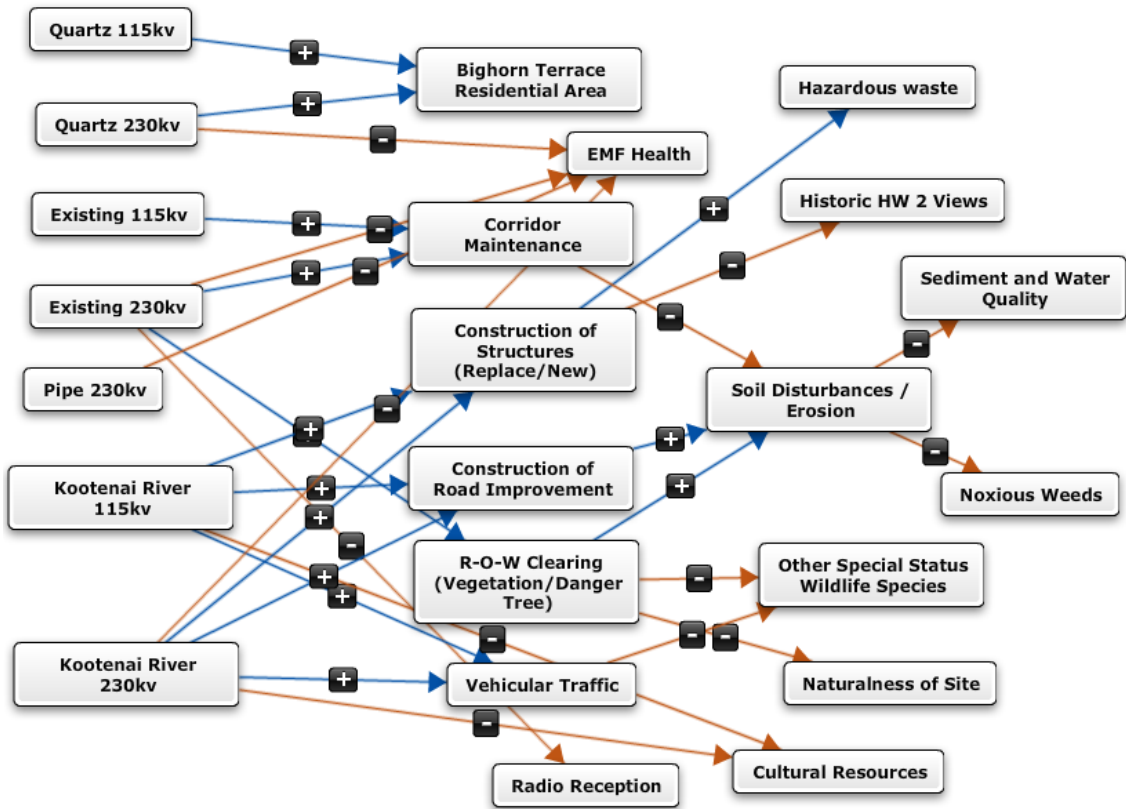 Quartz 115kv
Bighorn Terrace
Residential Area
Hazardous waste
Quartz 230kv
EMF Health
Existing 115kv
Corridor
Maintenance
Historic HW 2 Views
Sediment and Water
Quality
Existing 230kv
Construction of
Structures
(Replace/New)
Pipe 230kv
Soil Disturbances /
Erosion
Kootenai River
115kv
Construction of
Road Improvement
Noxious Weeds
R-O-W Clearing
(Vegetation/Danger
Tree)
Other Special Status
Wildlife Species
Kootenai River
230kv
Vehicular Traffic
Naturalness of Site
Radio Reception
Cultural Resources
+
+
-
+
-
+
-
+
-
-
-
-
+
+
-
+
-
+
+
+
+
-
+
+
-
-
-
-
+
-